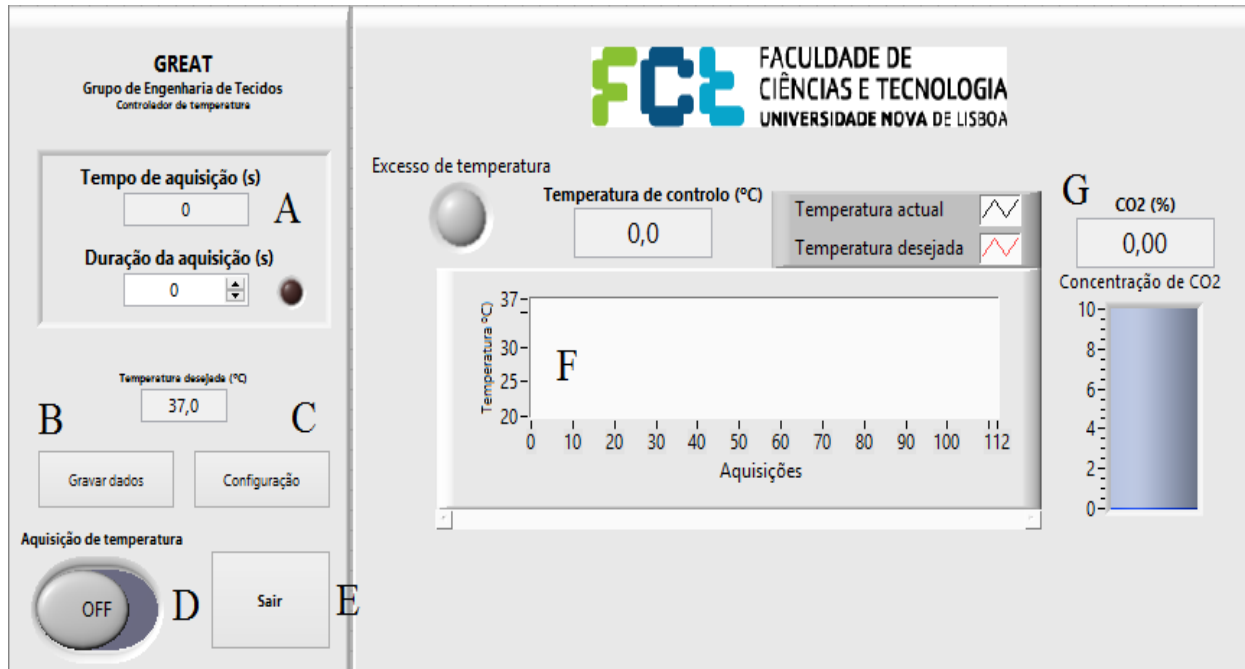 GREAT
Grupo de Engenharia de Tecidos
Controlador de temperatura
Tempo de aquisição (s)
0
A
Duração da aquisição (s)
0
Temperatura desejada (ºC)
37,0
B
C
Gravar dados
Configuração
Aquisição de temperatura
OFF
D
Sair
E
FCt
FACULDADE DE
CIÊNCIAS E TECNOLOGIA
UNIVERSIDADE NOVA DE LISBOA
Excesso de temperatura
Temperatura de controlo (ºC)
0,0
Temperatura actual
Temperatura desejada
Temperatura ºC)
37
30
25
20
F
0 10 20 30 40 50 60 70 80 90 100 112
Aquisições
G
CO2 (%)
0,00
Concentração de CO2
10
8
6
4
2
0